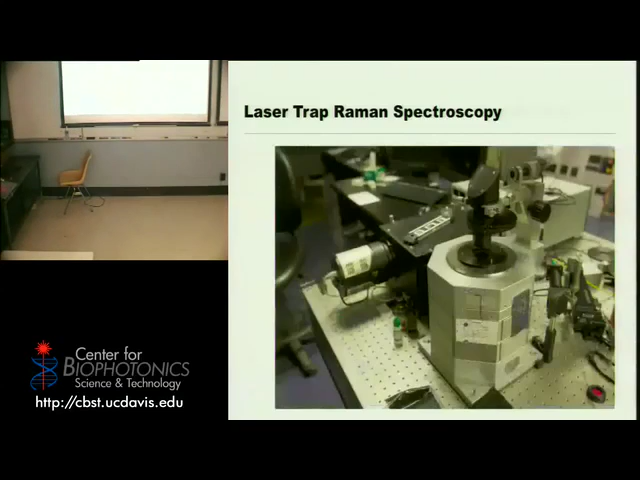 Laser Trap Raman Spectroscopy
Center for
BIOPHOTONICS
Science & Technology
http://cbst.ucdavis.edu